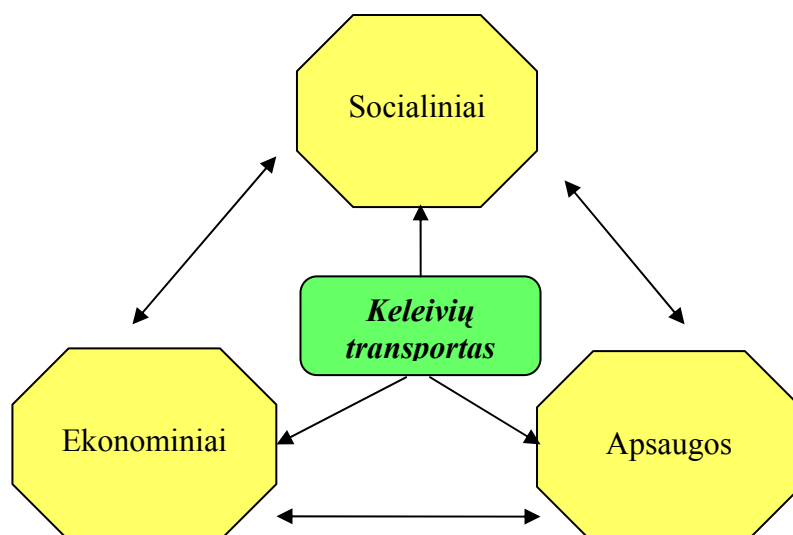 Socialiniai
Keleivių
transportas
Ekonominiai
Apsaugos